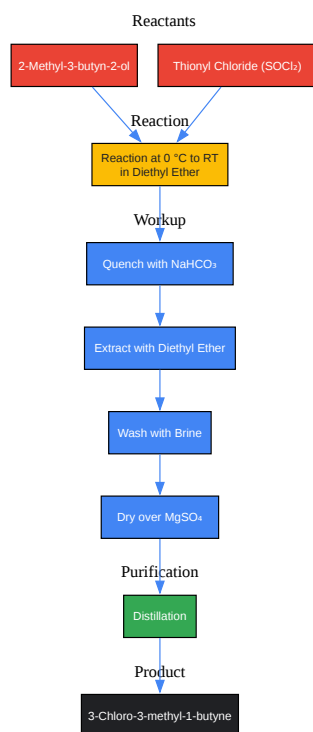 Reactants
2-Methyl-3-butyn-2-ol
Thionyl Chloride (SOCl₂)
Reaction
Reaction at 0 °C to RT
in Diethyl Ether
Workup
Quench with NaHCO₃
Extract with Diethyl Ether
Wash with Brine
Dry over MgSO₄
Purification
Distillation
Product
3-Chloro-3-methyl-1-butyne